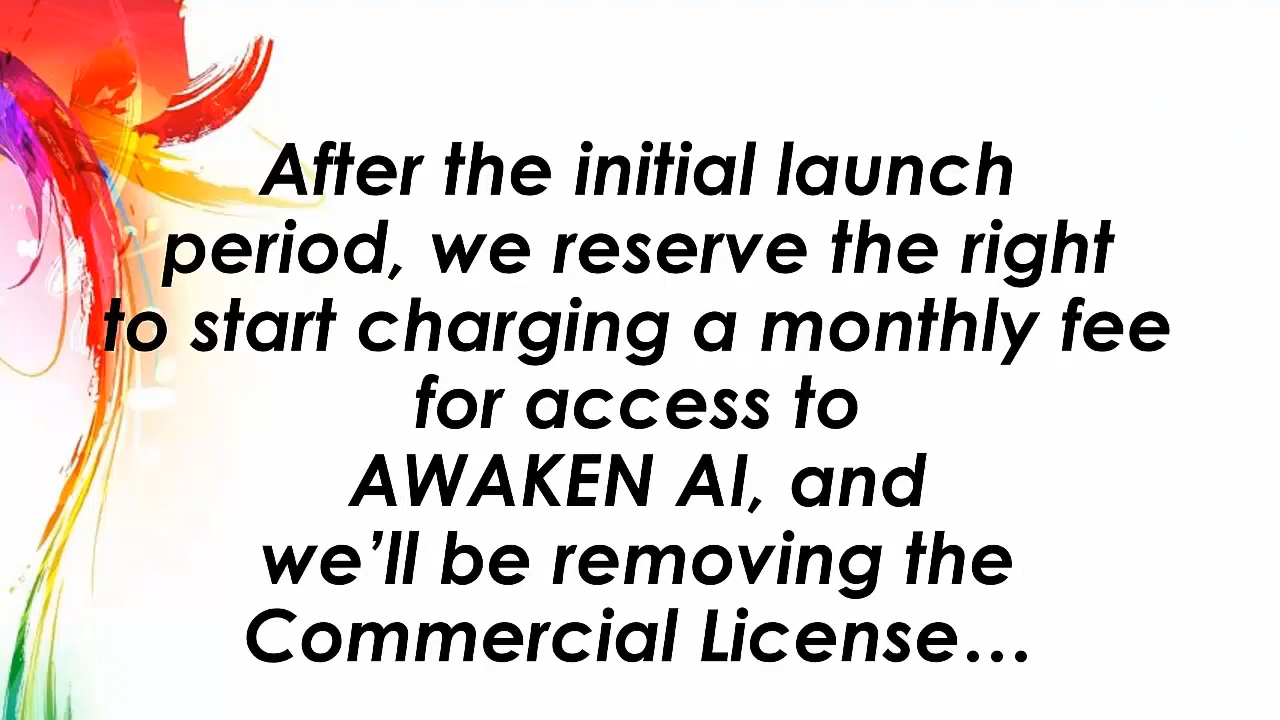 After the initial launch
period, we reserve the right
to start charging a monthly fee
for access to
AWAKEN AI, and
we’ll be removing the
Commercial License…